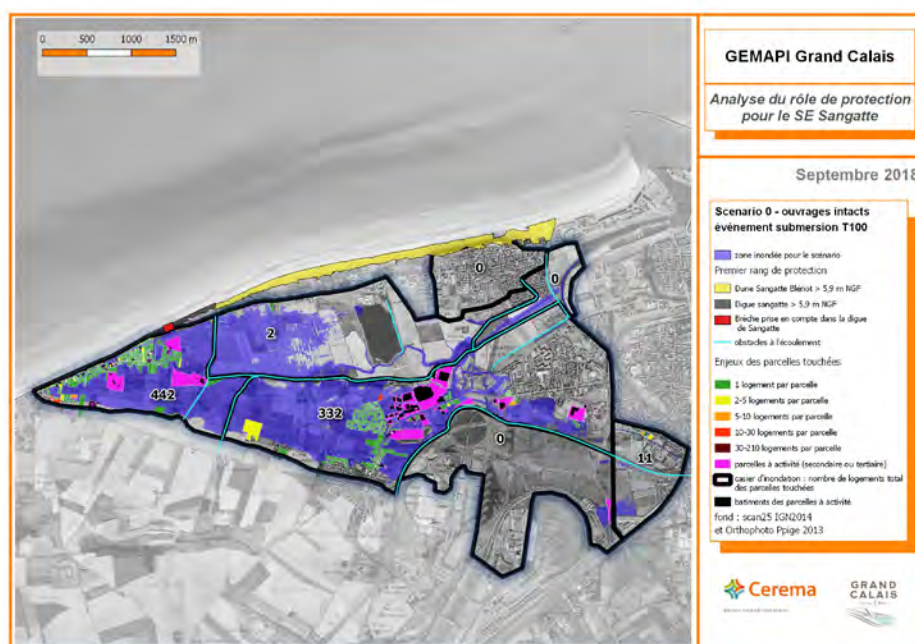 0 500 1000 1500 m
GEMAPI Grand Calais
Analyse du rôle de protection
pour le SE Sangatte
Septembre 2018
Scenario 0 - ouvrages intacts
évènement submersion T100
zone inondée pour le scenario
Premier rang de protection
Dune Sangatte Blériot > 5,9 m NGF
Digue sangatte > 5,9 m NGF
Brèche prise en compte dans la digue
de Sangatte
obstacles à l'écoulement
Enjeux des parcelles touchées
1 logement par parcelle
2-5 logements par parcelle
5-10 logements par parcelle
10-30 logements par parcelle
30-210 logements par parcelle
parcelles à activité (secondaire ou tertiaire)
casier d'inondation : nombre de logements total
des parcelles touchées
batiments des parcelles à activité
fond : scan25 IGN2014
et Orthophoto Ppige 2013
0
0
2
442
332
0
11
Cerema
GRAND
CALAIS